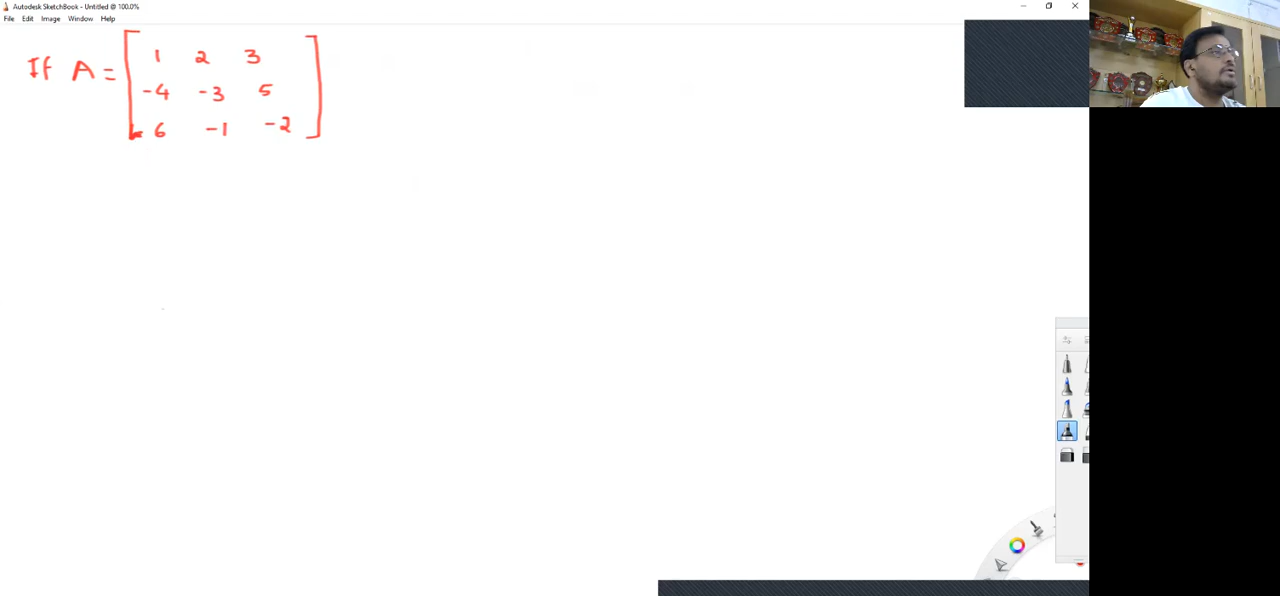 Autodesk SketchBook - Untitled @ 100.0%
File Edit Image Window Help
If A =
1 2 3
-4 -3 5
6 -1 -2